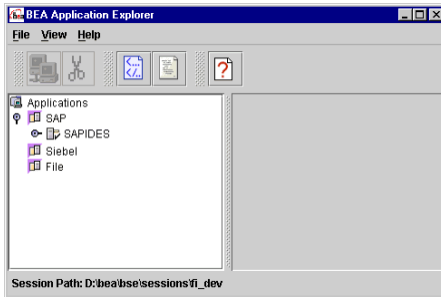 BEA Application Explorer
File View Help
Applications
SAP
SAPIDES
Siebel
File
Session Path: D:\bea\bse\sessions\fi_dev